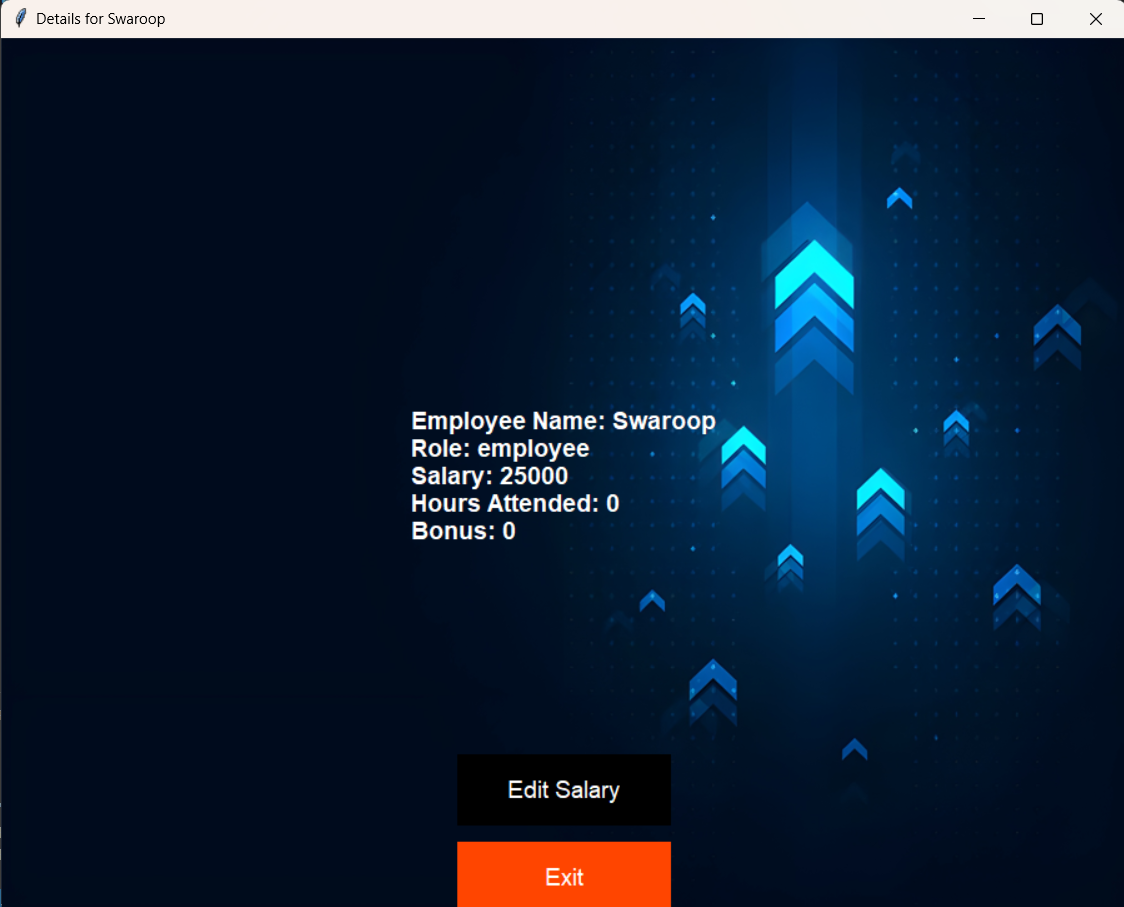 Details for Swaroop
Employee Name: Swaroop
Role: employee
Salary: 25000
Hours Attended: 0
Bonus: 0
Edit Salary
Exit